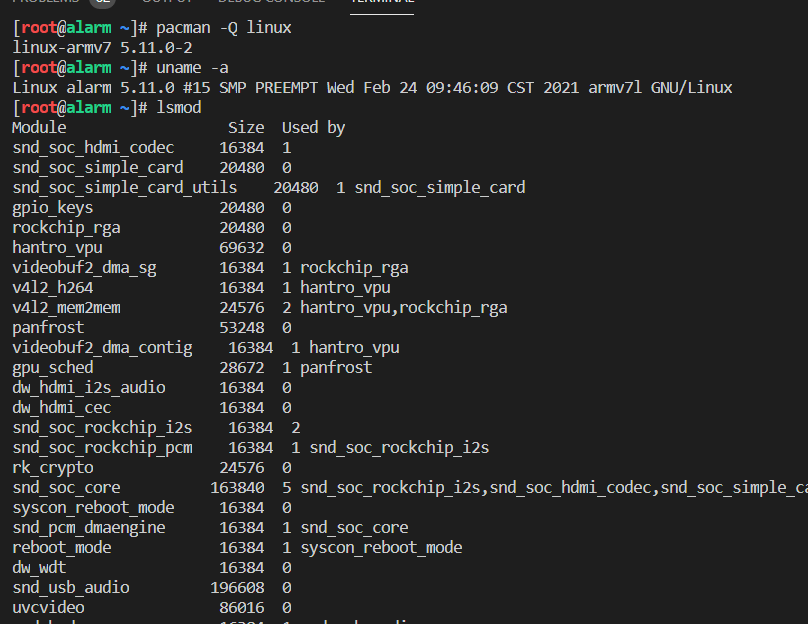 PROBLEMS OUTPUT DEBUG CONSOLE TERMINAL
[root@alarm ~]# pacman -Q linux
linux-armv7 5.11.0-2
[root@alarm ~]# uname -a
Linux alarm 5.11.0 #15 SMP PREEMPT Wed Feb 24 09:46:09 CST 2021 armv7l GNU/Linux
[root@alarm ~]# lsmod
Module                  Size  Used by
snd_soc_hdmi_codec     16384  1
snd_soc_simple_card    20480  0
snd_soc_simple_card_utils    20480  1 snd_soc_simple_card
gpio_keys              20480  0
rockchip_rga           20480  0
hantro_vpu             69632  0
videobuf2_dma_sg       16384  1 rockchip_rga
v4l2_h264              16384  1 hantro_vpu
v4l2_mem2mem           24576  2 hantro_vpu,rockchip_rga
panfrost               53248  0
videobuf2_dma_contig    16384  1 hantro_vpu
gpu_sched              28672  1 panfrost
dw_hdmi_i2s_audio      16384  0
dw_hdmi_cec            16384  0
snd_soc_rockchip_i2s    16384  2
snd_soc_rockchip_pcm    16384  1 snd_soc_rockchip_i2s
rk_crypto              24576  0
snd_soc_core          163840  5 snd_soc_rockchip_i2s,snd_soc_hdmi_codec,snd_soc_simple_ca
syscon_reboot_mode     16384  0
snd_pcm_dmaengine      16384  1 snd_soc_core
reboot_mode            16384  1 syscon_reboot_mode
dw_wdt                 16384  0
snd_usb_audio         196608  0
uvcvideo               86016  0